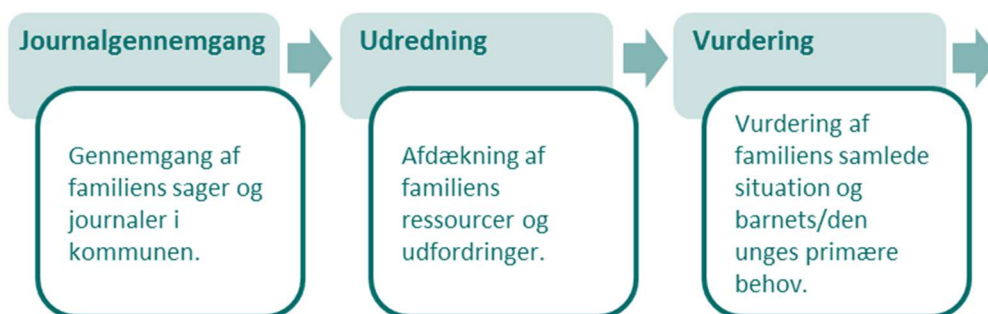 Journalgennemgang
Gennemgang af
familiens sager og
journaler i
kommunen.
Udredning
Afdækning af
familiens
ressourcer og
udfordringer.
Vurdering
Vurdering af
familiens samlede
situation og
barnets/den
unges primære
behov.